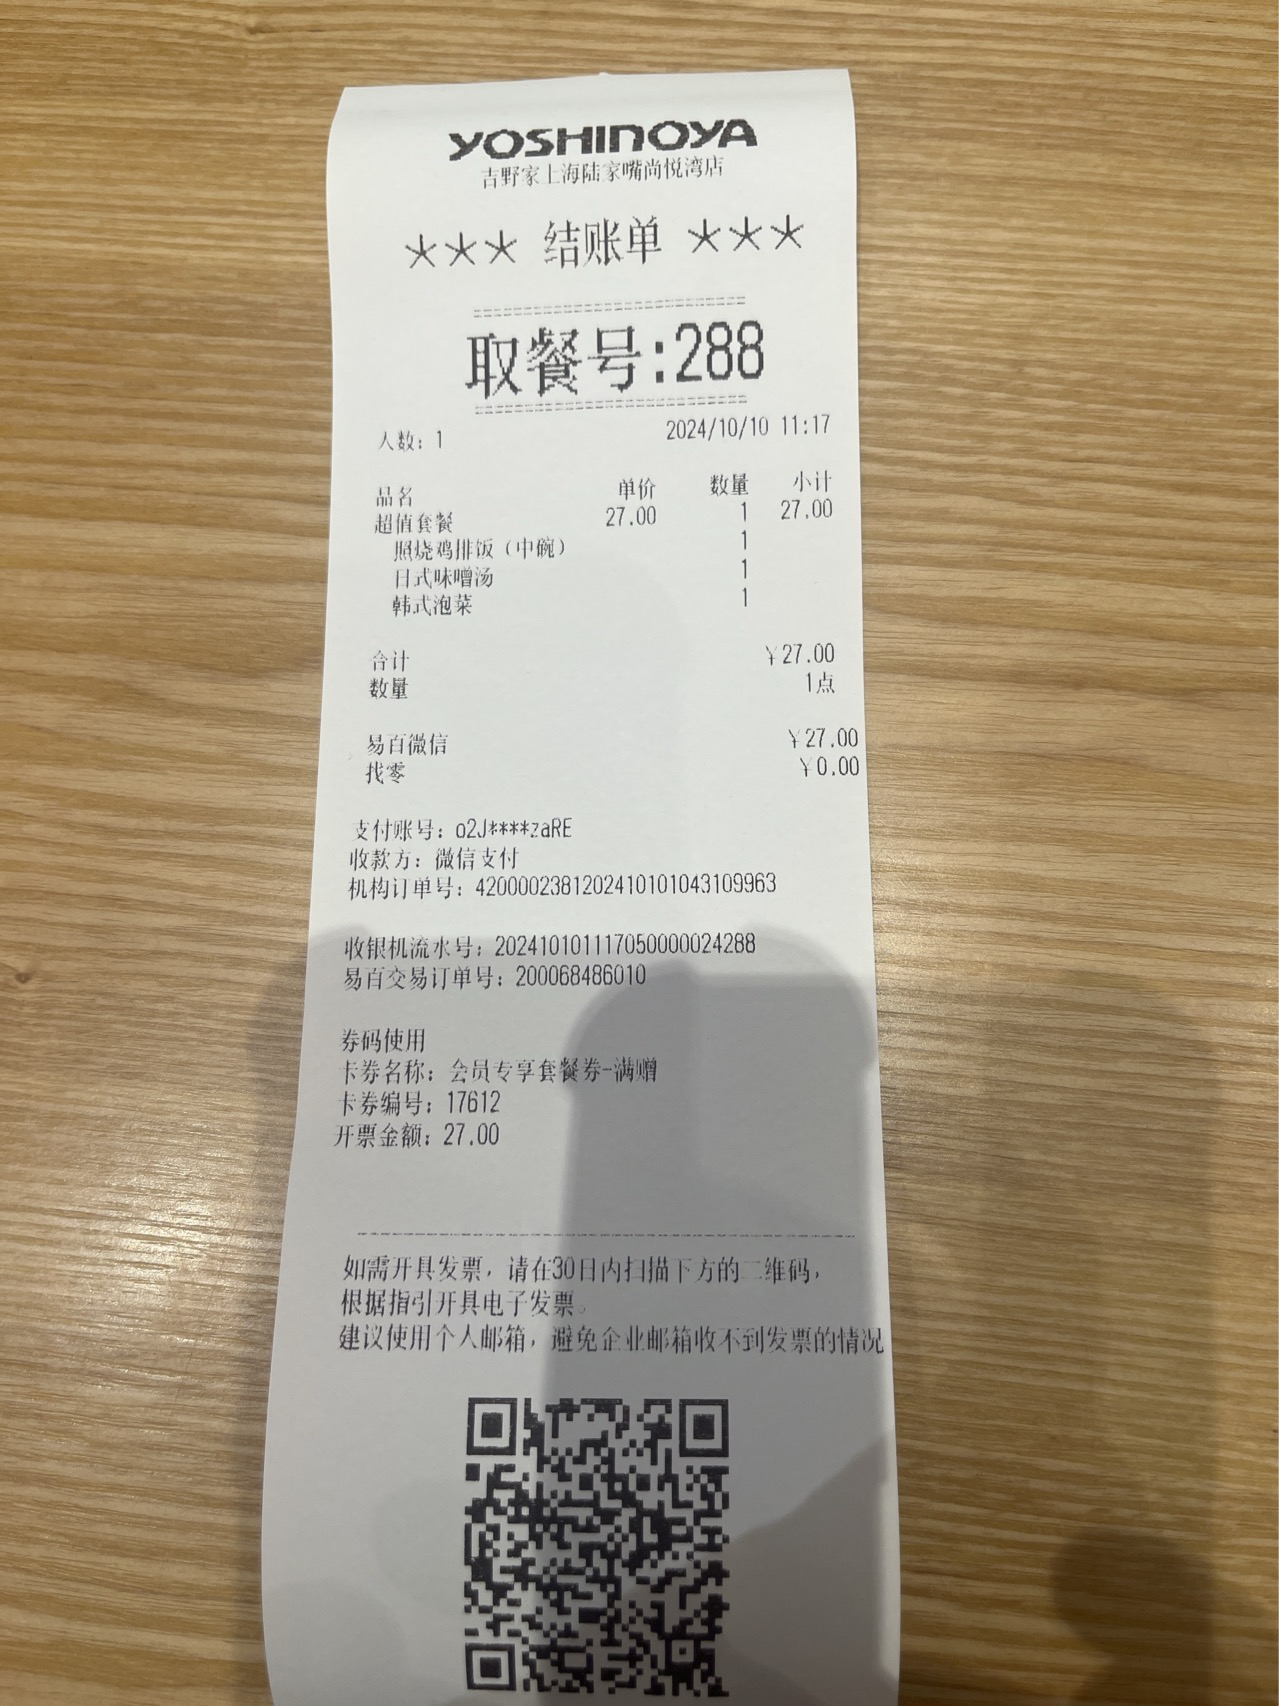 YOSHINOYA
吉野家上海陆家嘴尚悦湾店
*** 结账单 ***
==============================
取餐号:288
==============================
人数: 1 2024/10/10 11:17
品名 单价 数量 小计
超值套餐 27.00 1 27.00
照烧鸡排饭（中碗） 1
日式味噌汤 1
韩式泡菜 1
合计 ¥27.00
数量 1点
易百微信 ¥27.00
找零 ¥0.00
支付账号: o2J****zaRE
收款方: 微信支付
机构订单号: 4200002381202410101043109963
收银机流水号: 202410101117050000024288
易百交易订单号: 200068486010
券码使用
卡券名称: 会员专享套餐券-满赠
卡券编号: 17612
开票金额: 27.00
如需开具发票，请在30日内扫描下方的二维码，
根据指引开具电子发票。
建议使用个人邮箱，避免企业邮箱收不到发票的情况